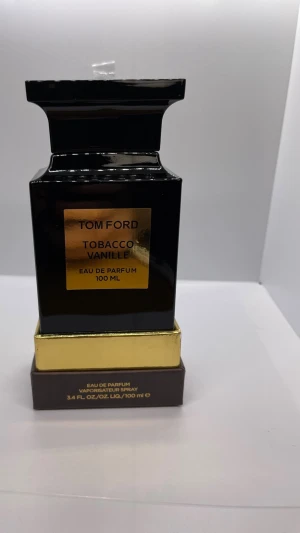 TOM FORD
TOBACCO
VANILLE
EAU DE PARFUM
100 ML
EAU DE PARFUM
VAPORISATEUR SPRAY
3.4 FL. OZ./OZ. LIQ./100 ml ℮